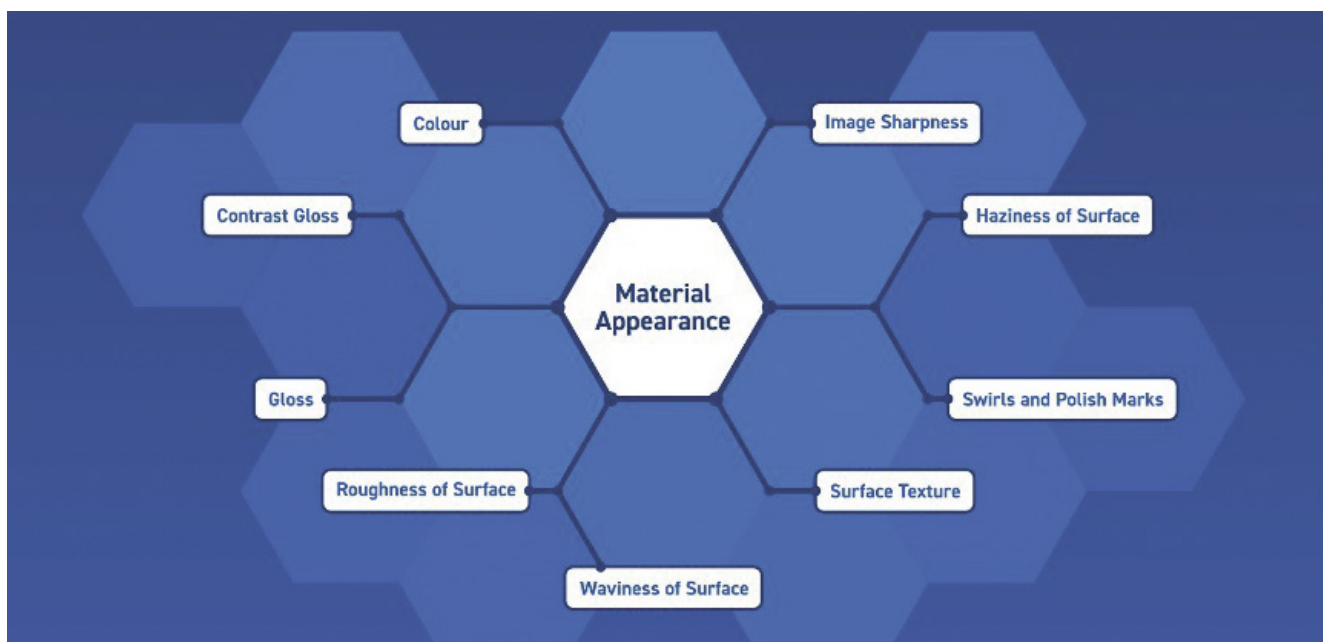 Colour
Image Sharpness
Contrast Gloss
Haziness of Surface
Material
Appearance
Gloss
Swirls and Polish Marks
Roughness of Surface
Surface Texture
Waviness of Surface